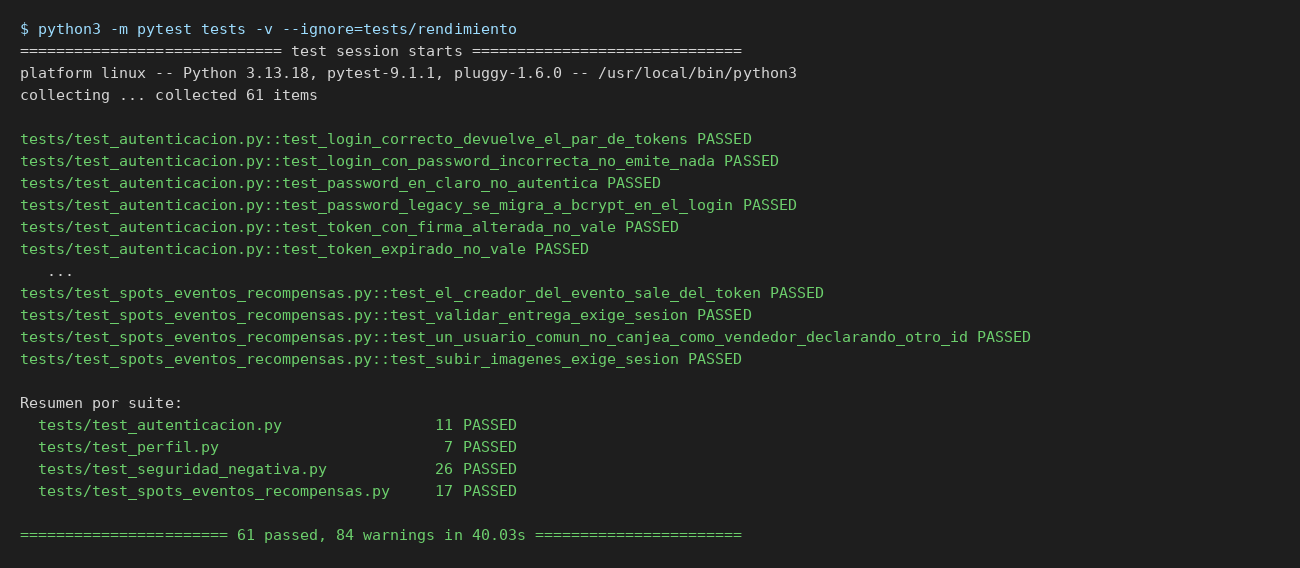 $ python3 -m pytest tests -v --ignore=tests/rendimiento
============================= test session starts ==============================
platform linux -- Python 3.13.18, pytest-9.1.1, pluggy-1.6.0 -- /usr/local/bin/python3
collecting ... collected 61 items
tests/test_autenticacion.py::test_login_correcto_devuelve_el_par_de_tokens PASSED
tests/test_autenticacion.py::test_login_con_password_incorrecta_no_emite_nada PASSED
tests/test_autenticacion.py::test_password_en_claro_no_autentica PASSED
tests/test_autenticacion.py::test_password_legacy_se_migra_a_bcrypt_en_el_login PASSED
tests/test_autenticacion.py::test_token_con_firma_alterada_no_vale PASSED
tests/test_autenticacion.py::test_token_expirado_no_vale PASSED
   ...
tests/test_spots_eventos_recompensas.py::test_el_creador_del_evento_sale_del_token PASSED
tests/test_spots_eventos_recompensas.py::test_validar_entrega_exige_sesion PASSED
tests/test_spots_eventos_recompensas.py::test_un_usuario_comun_no_canjea_como_vendedor_declarando_otro_id PASSED
tests/test_spots_eventos_recompensas.py::test_subir_imagenes_exige_sesion PASSED
Resumen por suite:
  tests/test_autenticacion.py                 11 PASSED
  tests/test_perfil.py                         7 PASSED
  tests/test_seguridad_negativa.py            26 PASSED
  tests/test_spots_eventos_recompensas.py     17 PASSED
======================= 61 passed, 84 warnings in 40.03s =======================